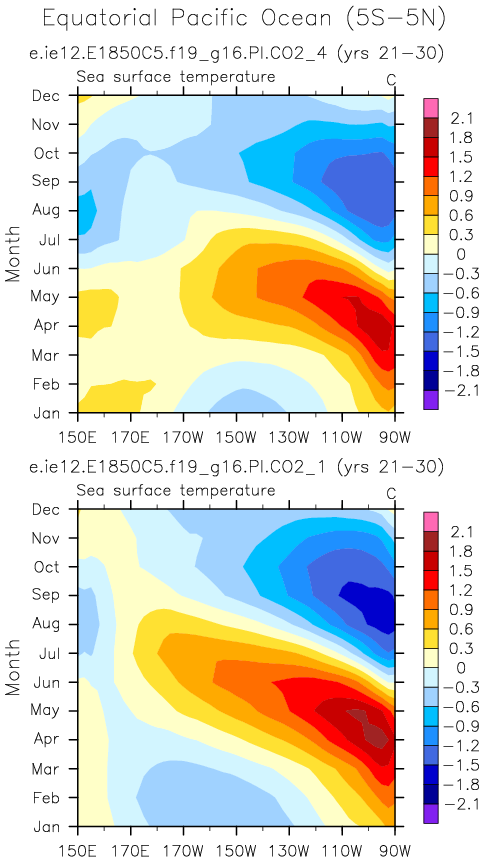 Equatorial Pacific Ocean (5S-5N)
e.ie12.E1850C5.f19_g16.PI.CO2_4 (yrs 21-30)
Sea surface temperature C
Dec
Nov
Oct
Sep
Aug
Jul
Jun
May
Apr
Mar
Feb
Jan
Month
150E 170E 170W 150W 130W 110W 90W
2.1
1.8
1.5
1.2
0.9
0.6
0.3
0
-0.3
-0.6
-0.9
-1.2
-1.5
-1.8
-2.1
e.ie12.E1850C5.f19_g16.PI.CO2_1 (yrs 21-30)
Sea surface temperature C
Dec
Nov
Oct
Sep
Aug
Jul
Jun
May
Apr
Mar
Feb
Jan
Month
150E 170E 170W 150W 130W 110W 90W
2.1
1.8
1.5
1.2
0.9
0.6
0.3
0
-0.3
-0.6
-0.9
-1.2
-1.5
-1.8
-2.1